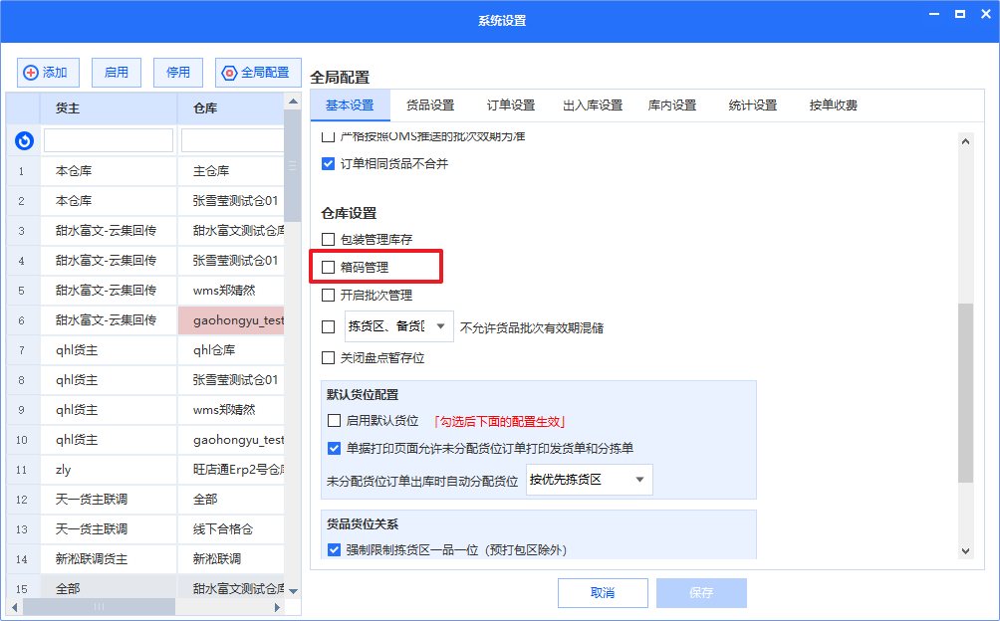 系统设置
添加
启用
停用
全局配置
货主
仓库
1
本仓库
主仓库
2
本仓库
张雪莹测试仓01
3
甜水富文-云集回传
甜水富文测试仓库
4
甜水富文-云集回传
张雪莹测试仓01
5
甜水富文-云集回传
wms郑婧然
6
甜水富文-云集回传
gaohongyu_test
7
qhl货主
qhl仓库
8
qhl货主
张雪莹测试仓01
9
qhl货主
wms郑婧然
10
qhl货主
gaohongyu_test
11
zly
旺店通Erp2号仓库
12
天一货主联调
全部
13
天一货主联调
线下合格仓
14
新淞联调货主
新淞联调
15
全部
甜水富文测试仓库
全局配置
基本设置
货品设置
订单设置
出入库设置
库内设置
统计设置
按单收费
严格按照OMS推送的批次效期为准
订单相同货品不合并
仓库设置
包装管理库存
箱码管理
开启批次管理
拣货区、备货区
不允许货品批次有效期混储
关闭盘点暂存位
默认货位配置
启用默认货位
「勾选后下面的配置生效」
单据打印页面允许未分配货位订单打印发货单和分拣单
未分配货位订单出库时自动分配货位
按优先拣货区
货品货位关系
强制限制拣货区一品一位（预打包区除外）
取消
保存